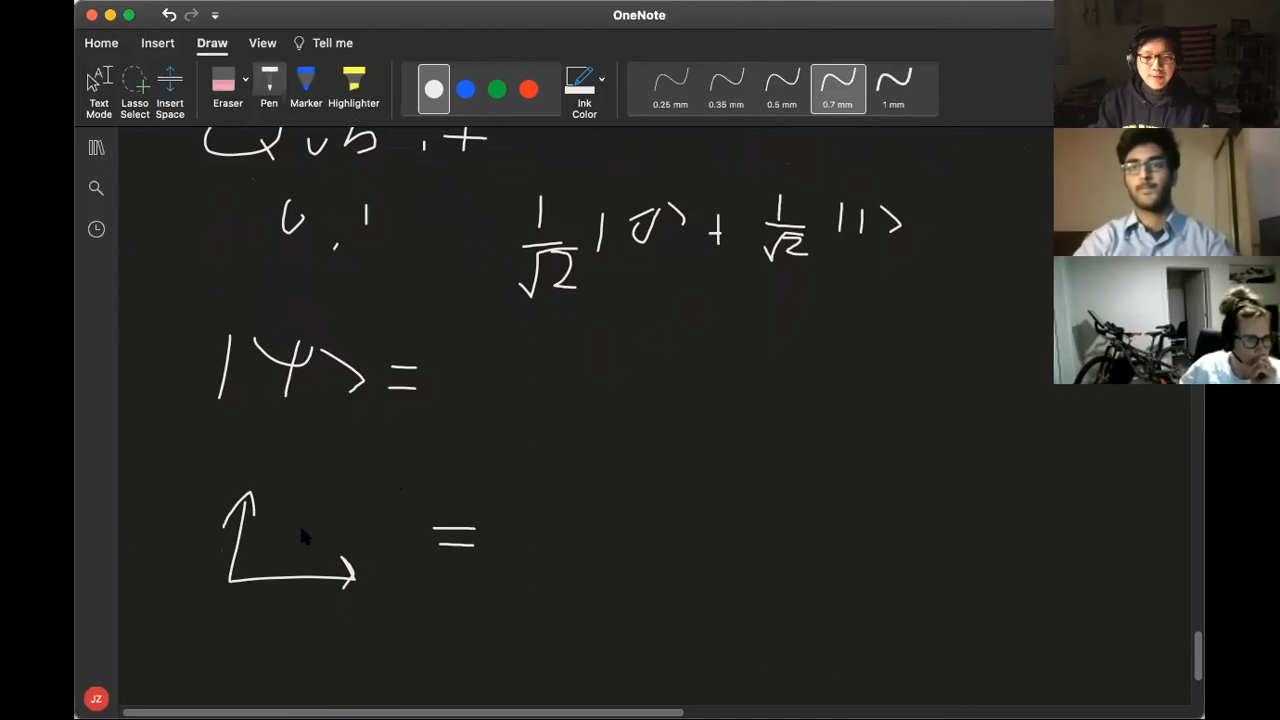 OneNote
Home Insert Draw View Tell me
Text Mode
Lasso Select
Insert Space
Eraser
Pen
Marker
Highlighter
Ink Color
0.25 mm 0.35 mm 0.5 mm 0.7 mm 1 mm
Qubit
0, 1 1/√2 |0> + 1/√2 |1>
|ψ> =
=
JZ